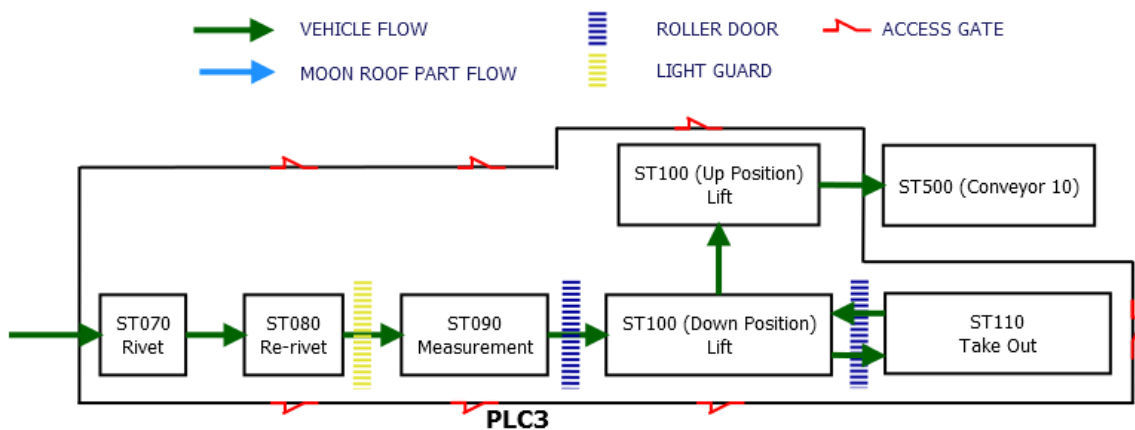 VEHICLE FLOW
ROLLER DOOR
ACCESS GATE
MOON ROOF PART FLOW
LIGHT GUARD
ST100 (Up Position)
Lift
ST500 (Conveyor 10)
ST070
Rivet
ST080
Re-rivet
ST090
Measurement
ST100 (Down Position)
Lift
ST110
Take Out
PLC3